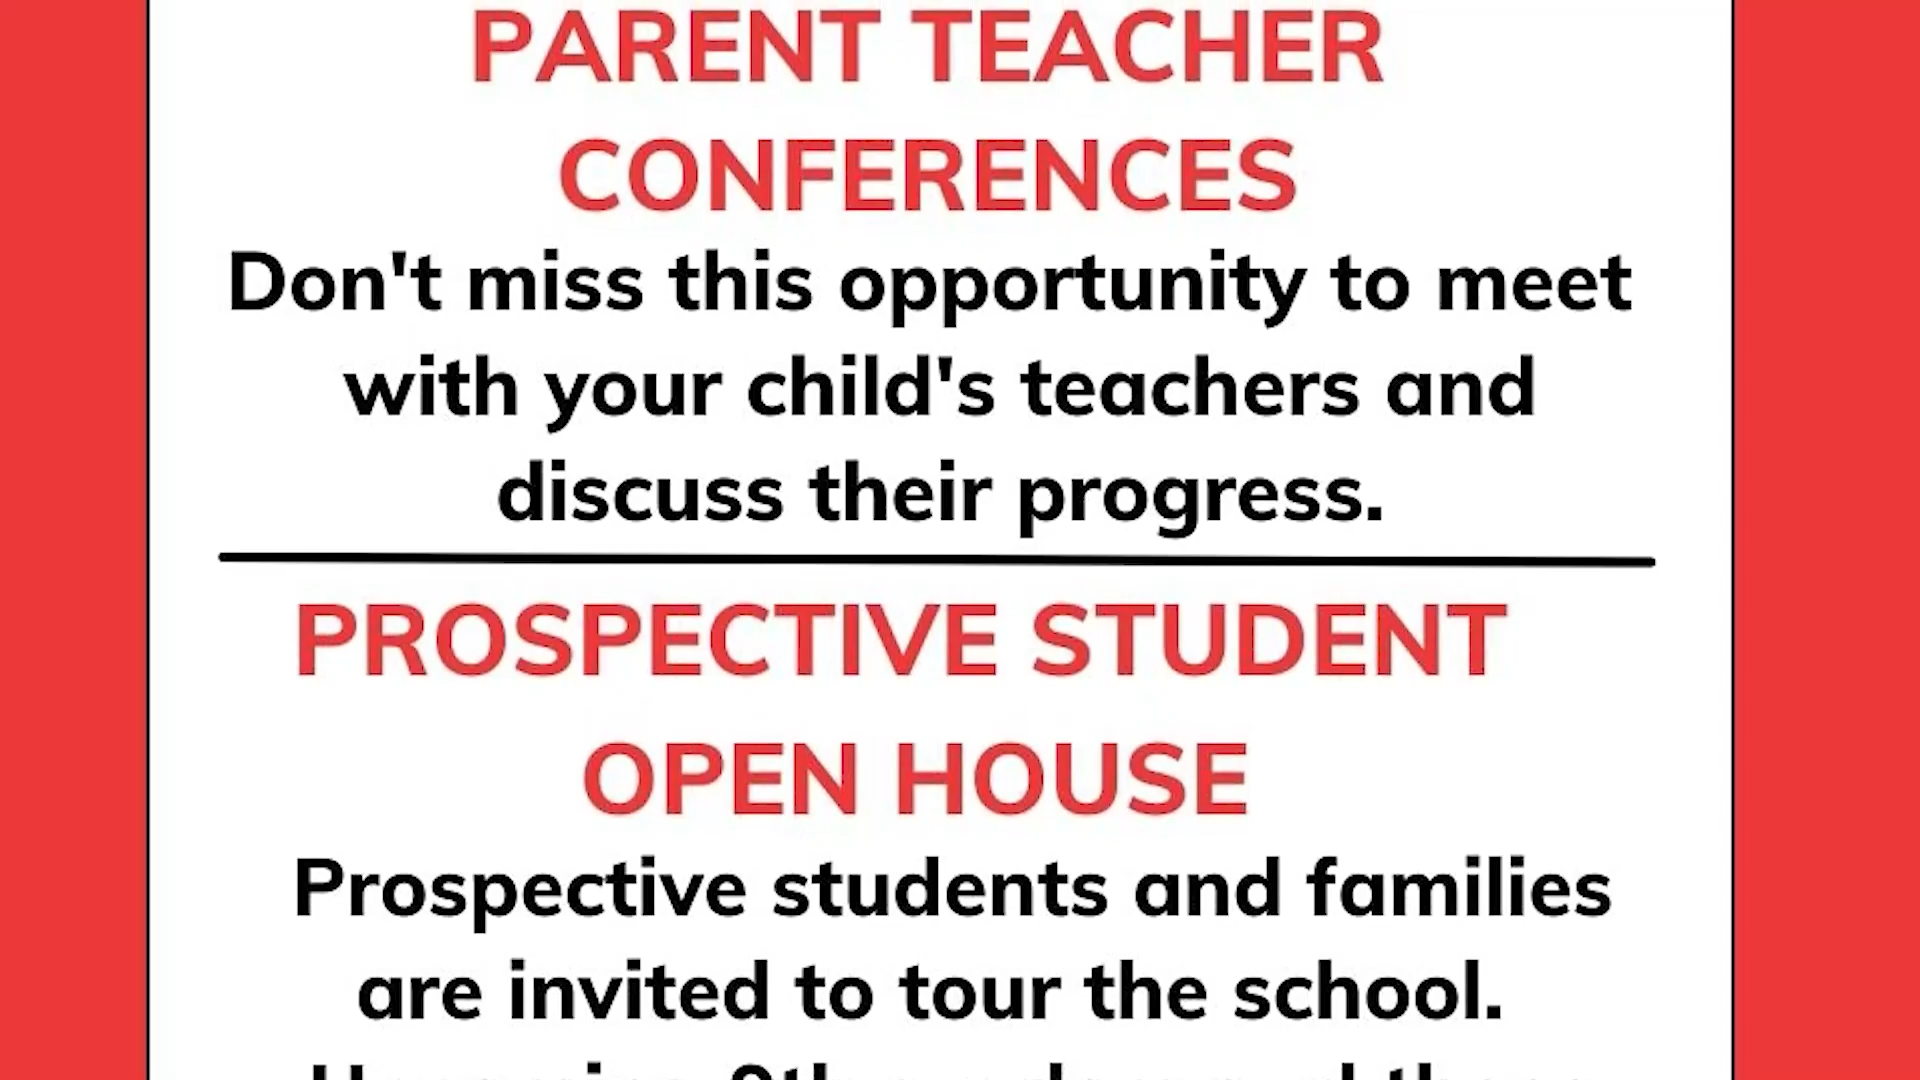 PARENT TEACHER
CONFERENCES
Don't miss this opportunity to meet
with your child's teachers and
discuss their progress.
PROSPECTIVE STUDENT
OPEN HOUSE
Prospective students and families
are invited to tour the school.